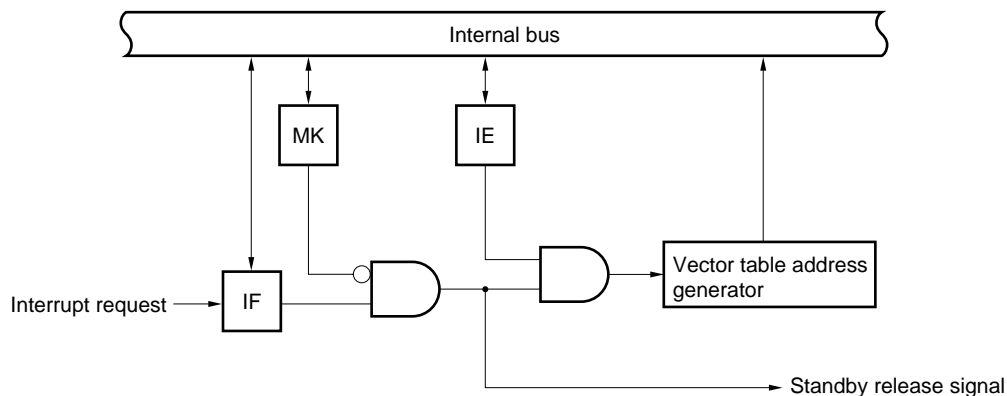 Internal bus
MK
IE
Interrupt request
IF
Vector table address
generator
Standby release signal